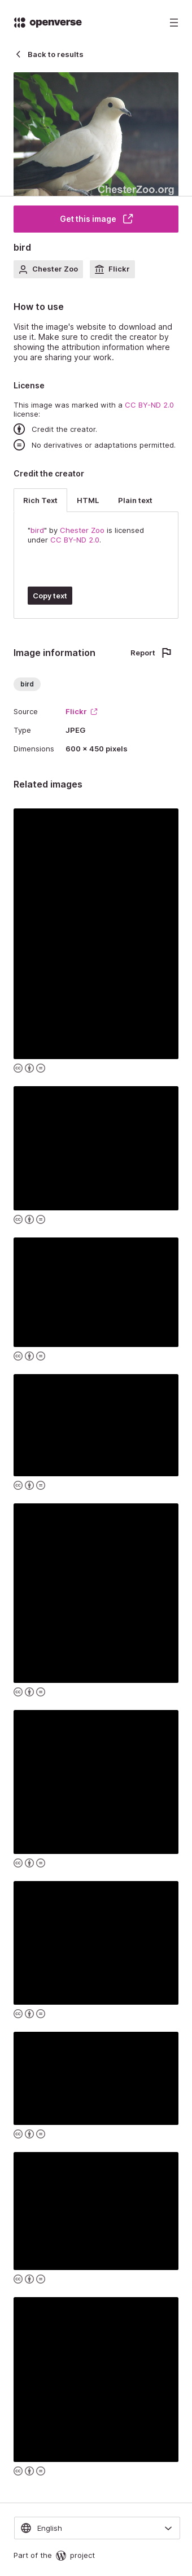 openverse
Back to results
ChesterZoo.org
Get this image
bird
Chester Zoo
Flickr
How to use
Visit the image's website to download and
use it. Make sure to credit the creator by
showing the attribution information where
you are sharing your work.
License
This image was marked with a CC BY-ND 2.0
license:
Credit the creator.
No derivatives or adaptations permitted.
Credit the creator
Rich Text HTML Plain text
"bird" by Chester Zoo is licensed
under CC BY-ND 2.0.
Copy text
Image information
Report
bird
Source Flickr
Type JPEG
Dimensions 600 × 450 pixels
Related images
English
Part of the project